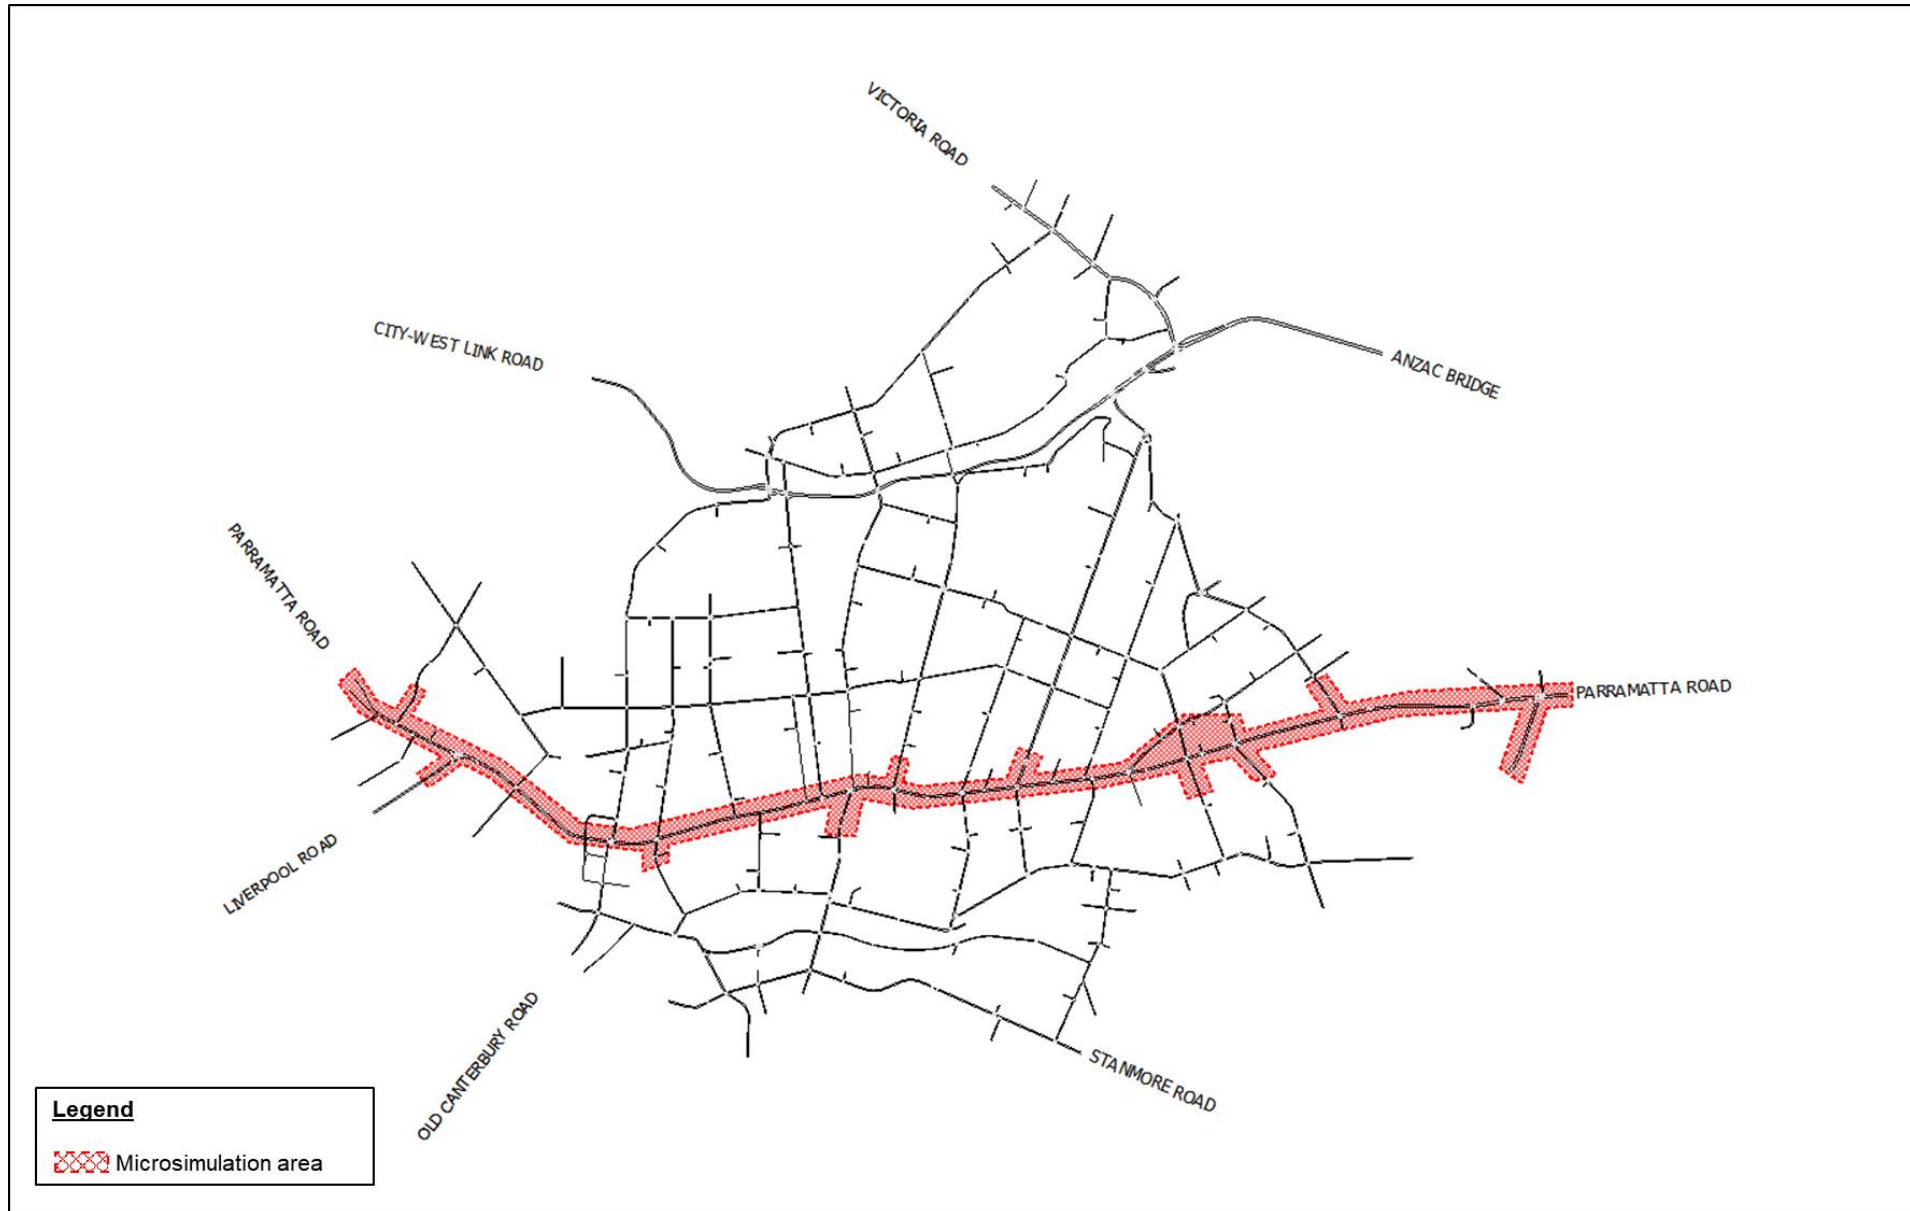 VICTORIA ROAD
CITY-WEST LINK ROAD
ANZAC BRIDGE
PARRAMATTA ROAD
PARRAMATTA ROAD
LIVERPOOL ROAD
OLD CANTERBURY ROAD
STANMORE ROAD
Legend
Microsimulation area